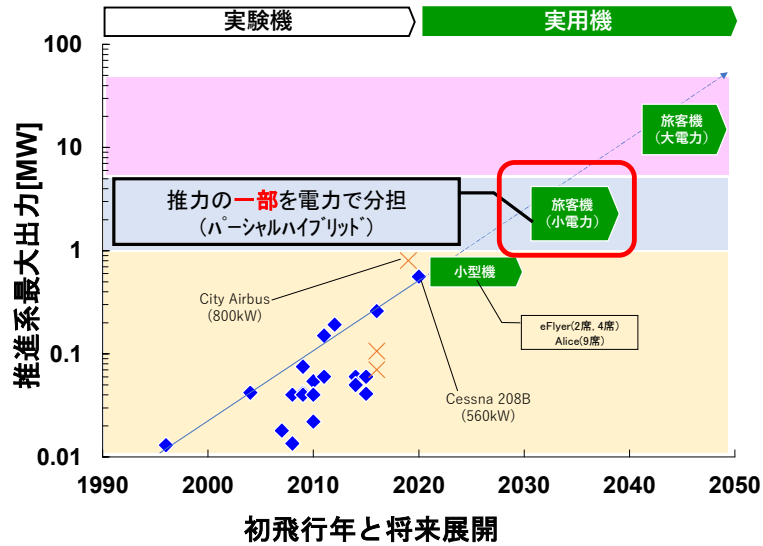 実験機
実用機
推進系最大出力[MW]
100
10
1
0.1
0.01
旅客機
(大電力)
推力の一部を電力で分担
(パーシャルハイブリッド)
旅客機
(小電力)
小型機
City Airbus
(800kW)
eFlyer(2席, 4席)
Alice(9席)
Cessna 208B
(560kW)
1990
2000
2010
2020
2030
2040
2050
初飛行年と将来展開